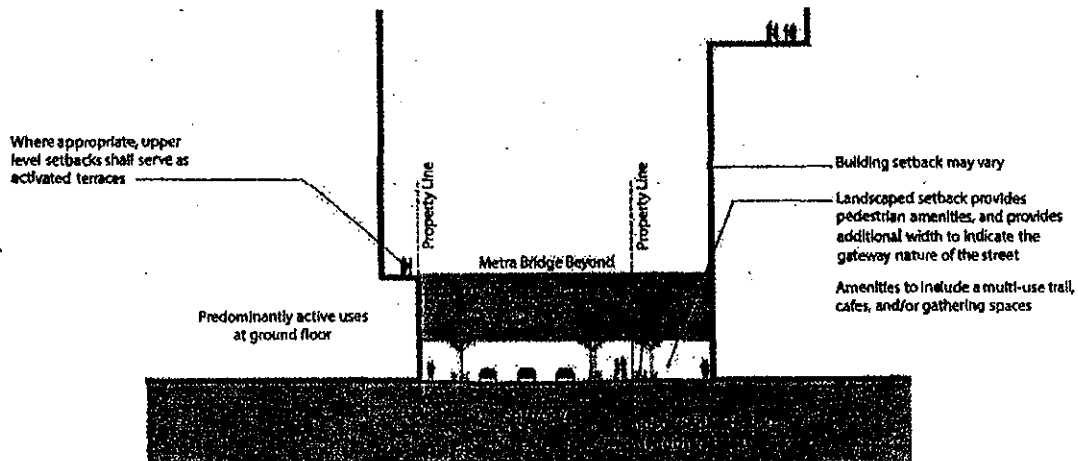 Where appropriate, upper
level setbacks shall serve as
activated terraces
Property Line
Metra Bridge Beyond
Property Line
Predominantly active uses
at ground floor
Building setback may vary
Landscaped setback provides
pedestrian amenities, and provides
additional width to indicate the
gateway nature of the street
Amenities to include a multi-use trail,
cafes, and/or gathering spaces